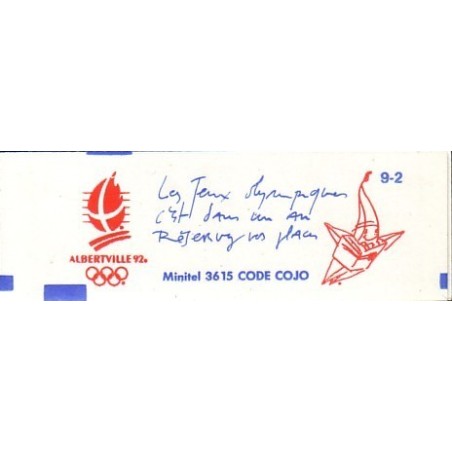 9-2
Les Jeux Olympiques
c'est dans un an
Réservez vos places
ALBERTVILLE 92
Minitel 3615 CODE COJO